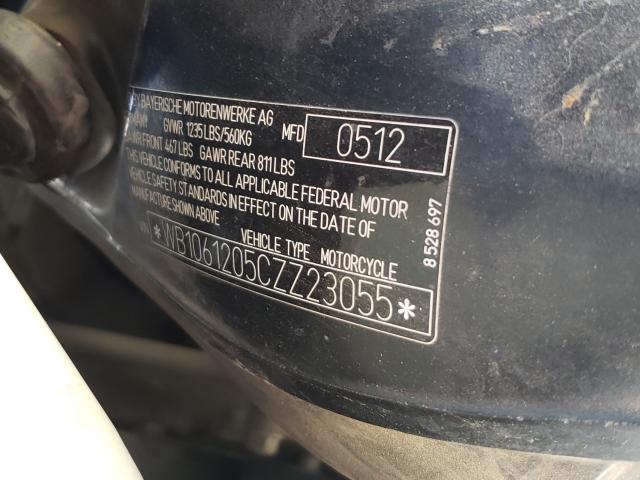 BAYERISCHE MOTORENWERKE AG
GVWR 1235 LBS/560KG MFD 0512
FRONT 467 LBS GAWR REAR 811 LBS
THIS VEHICLE CONFORMS TO ALL APPLICABLE FEDERAL MOTOR
VEHICLE SAFETY STANDARDS IN EFFECT ON THE DATE OF
MANUFACTURE SHOWN ABOVE
VEHICLE TYPE MOTORCYCLE
VIN *WB1061205CZZ23055*
8 528 697